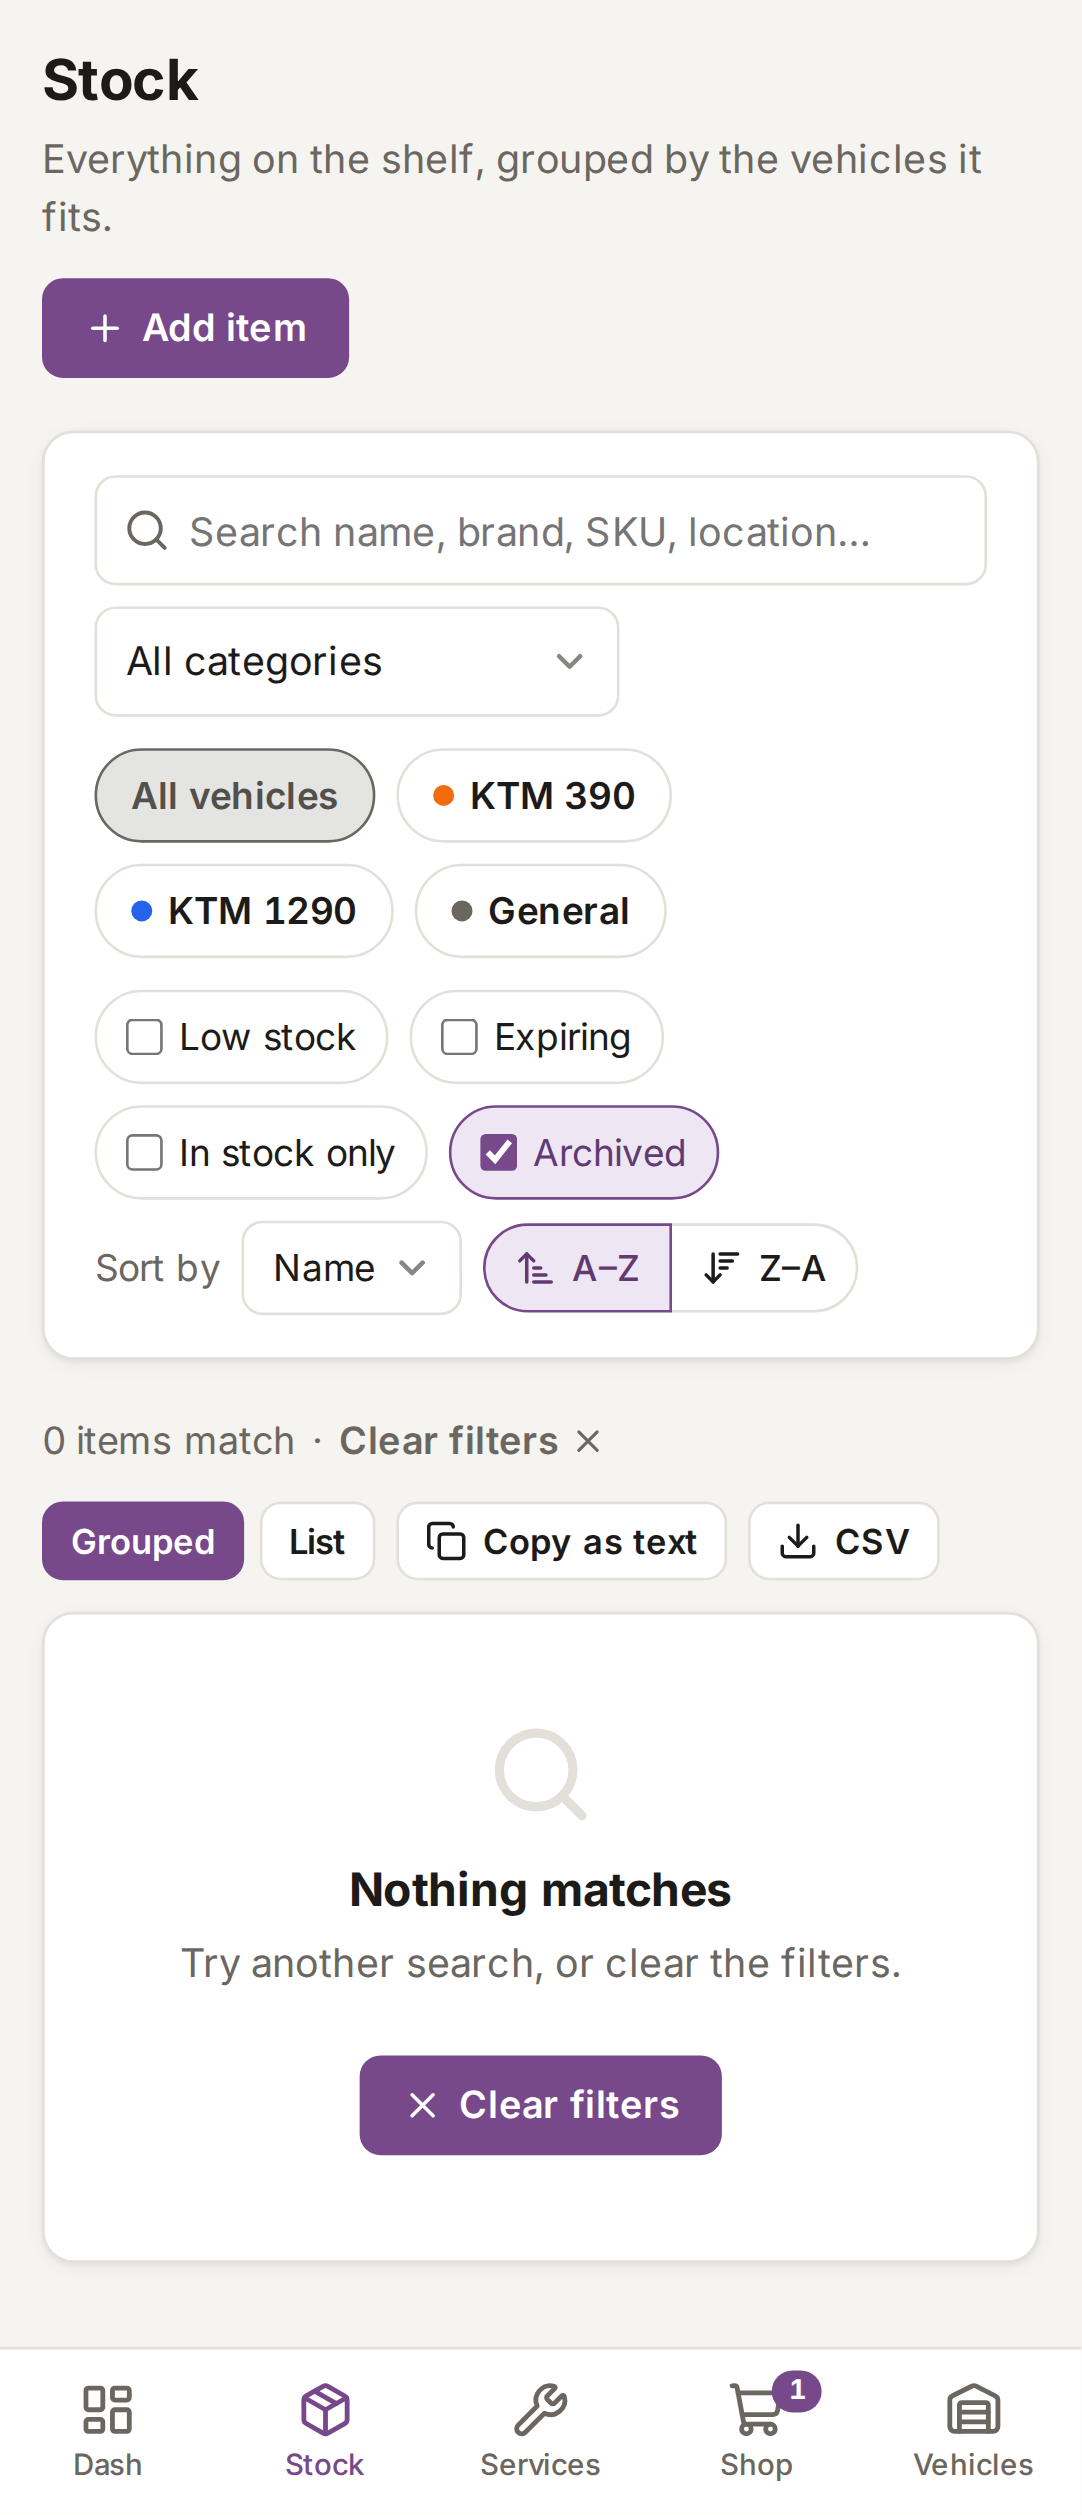 Stock
Everything on the shelf, grouped by the vehicles it
fits.
Add item
Search name, brand, SKU, location...
All categories
All vehicles
KTM 390
KTM 1290
General
Low stock
Expiring
In stock only
Archived
Sort by
Name
A–Z
Z–A
0 items match · Clear filters
Grouped
List
Copy as text
CSV
Nothing matches
Try another search, or clear the filters.
Clear filters
1
Dash
Stock
Services
Shop
Vehicles